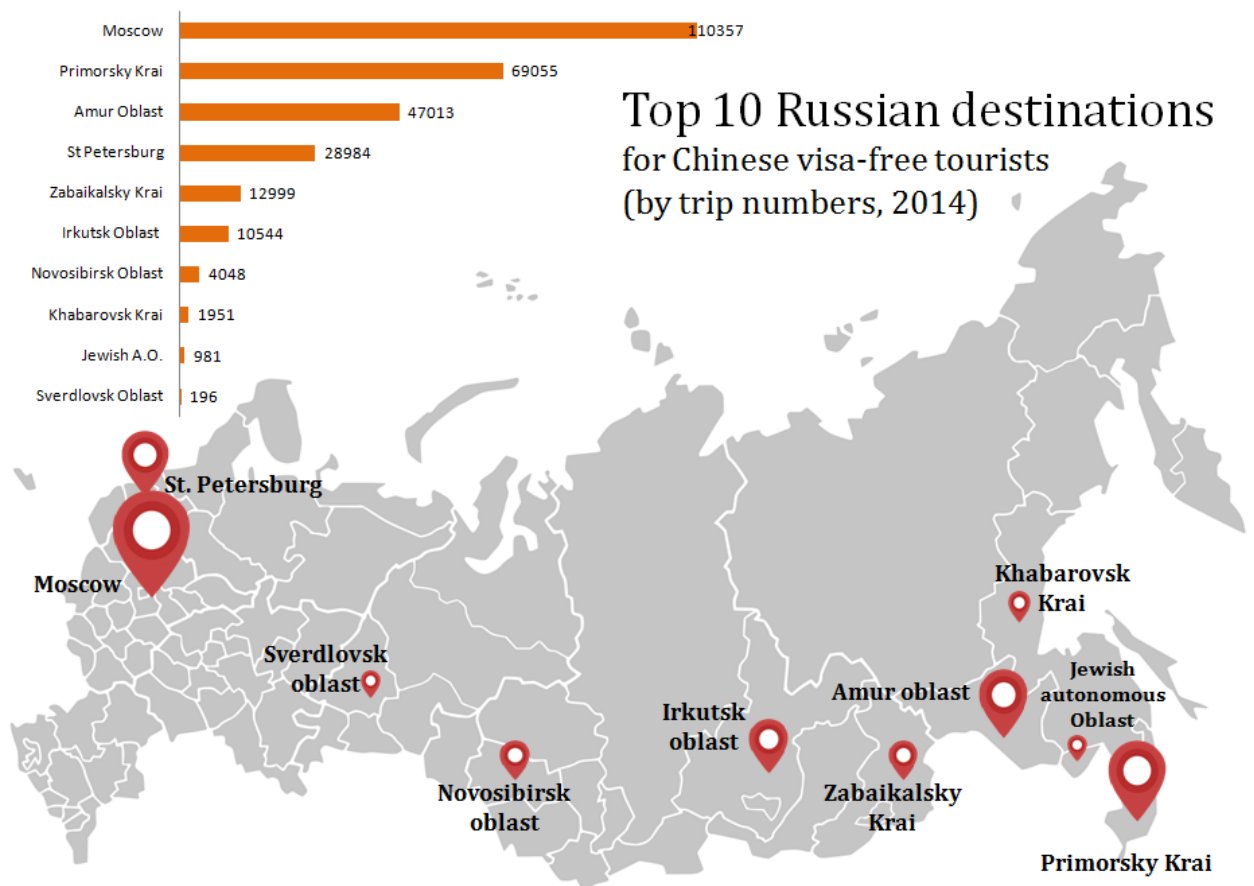 Moscow 110357
Primorsky Krai 69055
Amur Oblast 47013
St Petersburg 28984
Zabaikalsky Krai 12999
Irkutsk Oblast 10544
Novosibirsk Oblast 4048
Khabarovsk Krai 1951
Jewish A.O. 981
Sverdlovsk Oblast 196
Top 10 Russian destinations
for Chinese visa-free tourists
(by trip numbers, 2014)
St. Petersburg
Moscow
Sverdlovsk
oblast
Novosibirsk
oblast
Irkutsk
oblast
Zabaikalsky
Krai
Amur oblast
Khabarovsk
Krai
Jewish
autonomous
Oblast
Primorsky Krai